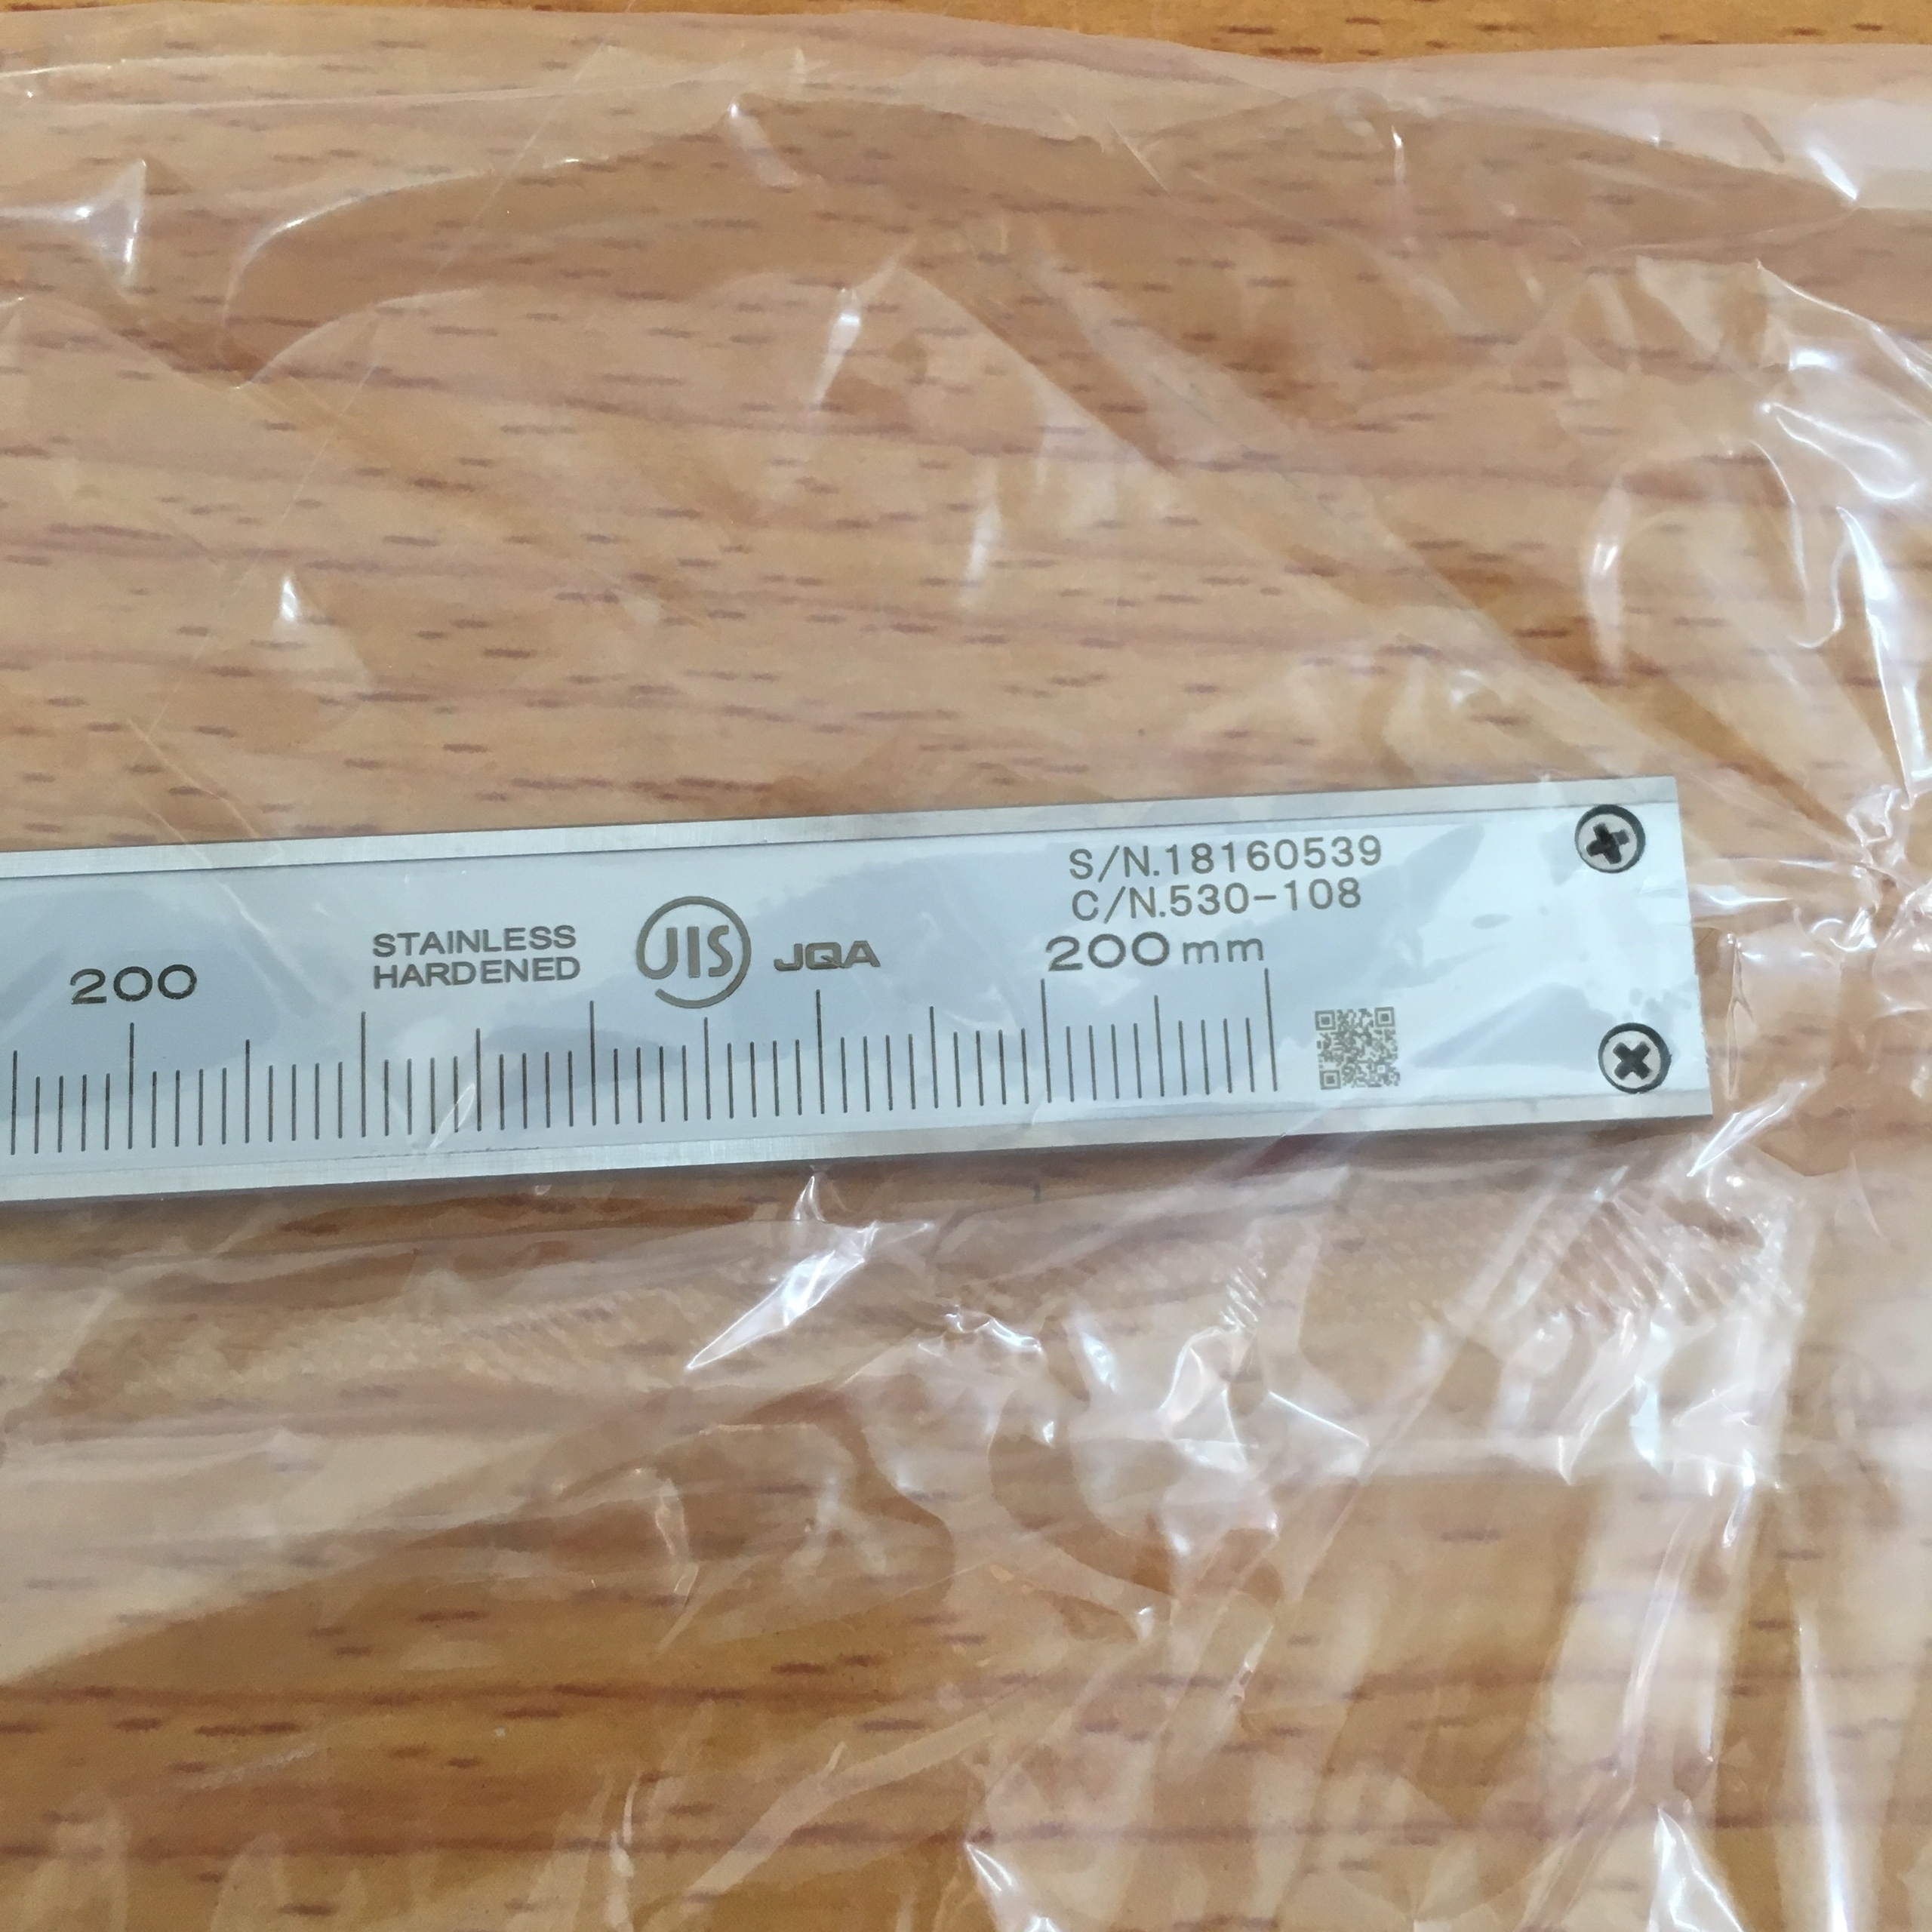 S/N.18160539
C/N.530-108
200
STAINLESS
HARDENED
JIS
JQA
200mm